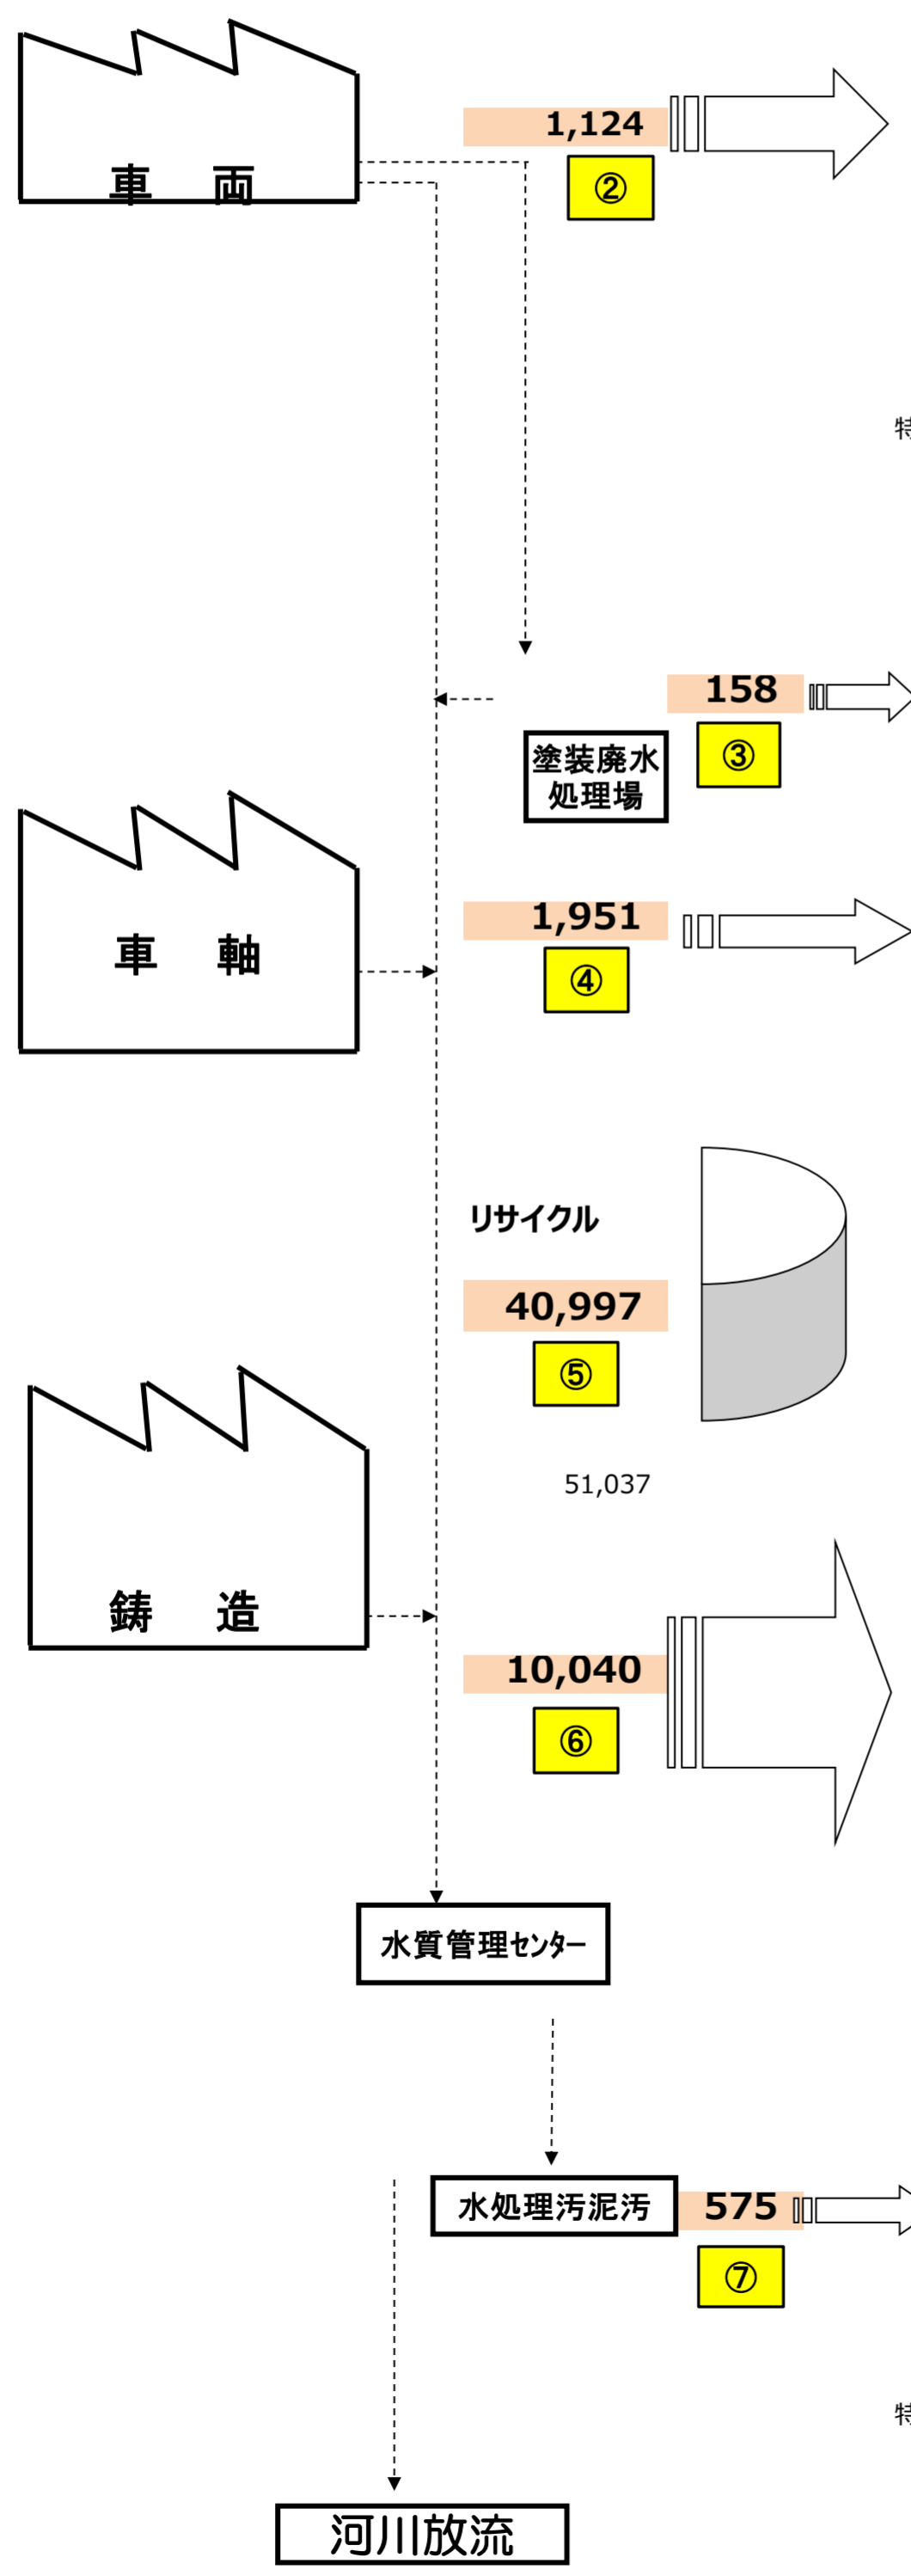 1,124
②
車　両
特
158
③
塗装廃水
処理場
1,951
④
車　軸
リサイクル
40,997
⑤
51,037
鋳　造
10,040
⑥
水質管理ｾﾝﾀｰ
水処理汚泥汚
575
⑦
特
河川放流